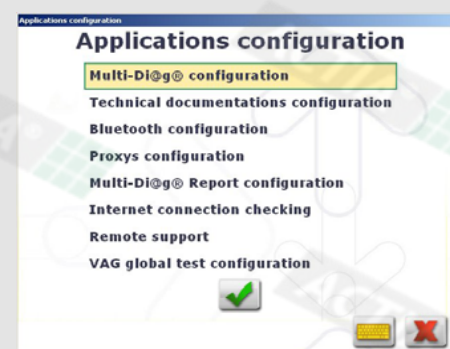 Applications configuration
Applications configuration
Multi-Di@g® configuration
Technical documentations configuration
Bluetooth configuration
Proxys configuration
Multi-Di@g® Report configuration
Internet connection checking
Remote support
VAG global test configuration